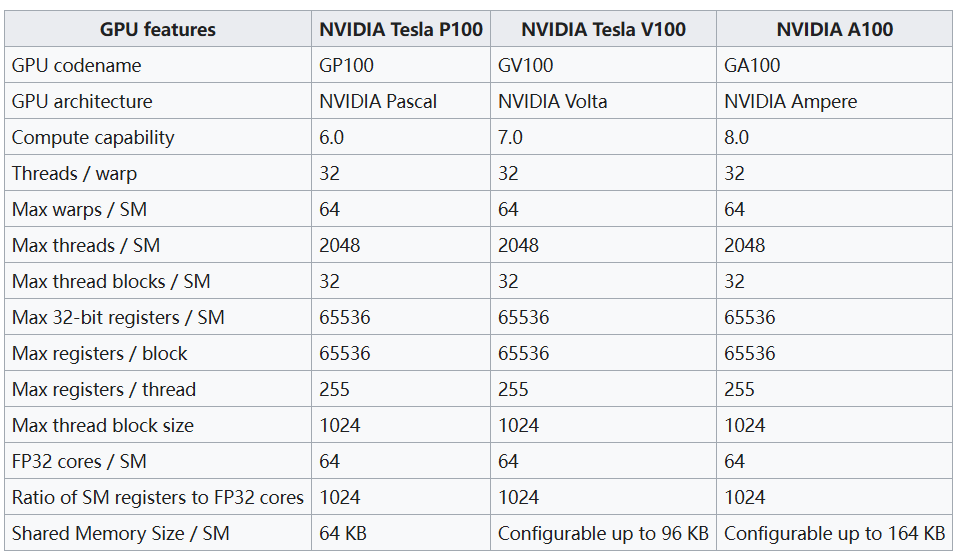 GPU features NVIDIA Tesla P100 NVIDIA Tesla V100 NVIDIA A100
GPU codename GP100 GV100 GA100
GPU architecture NVIDIA Pascal NVIDIA Volta NVIDIA Ampere
Compute capability 6.0 7.0 8.0
Threads / warp 32 32 32
Max warps / SM 64 64 64
Max threads / SM 2048 2048 2048
Max thread blocks / SM 32 32 32
Max 32-bit registers / SM 65536 65536 65536
Max registers / block 65536 65536 65536
Max registers / thread 255 255 255
Max thread block size 1024 1024 1024
FP32 cores / SM 64 64 64
Ratio of SM registers to FP32 cores 1024 1024 1024
Shared Memory Size / SM 64 KB Configurable up to 96 KB Configurable up to 164 KB